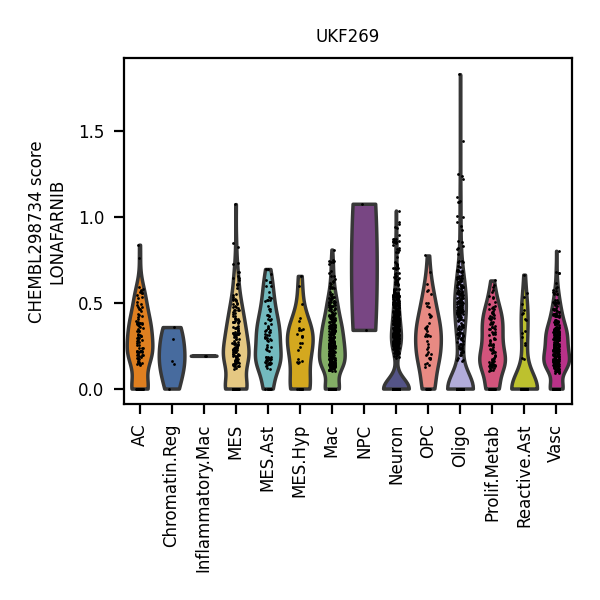 UKF269
CHEMBL298734 score
LONAFARNIB
1.5
1.0
0.5
0.0
AC
Chromatin.Reg
Inflammatory.Mac
MES
MES.Ast
MES.Hyp
Mac
NPC
Neuron
OPC
Oligo
Prolif.Metab
Reactive.Ast
Vasc